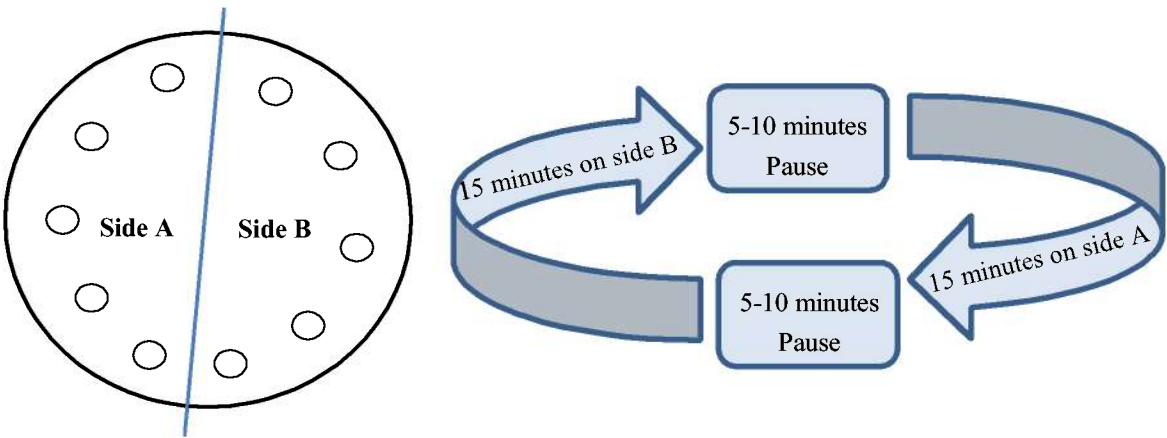 Side A
Side B
15 minutes on side B
5-10 minutes
Pause
15 minutes on side A
5-10 minutes
Pause